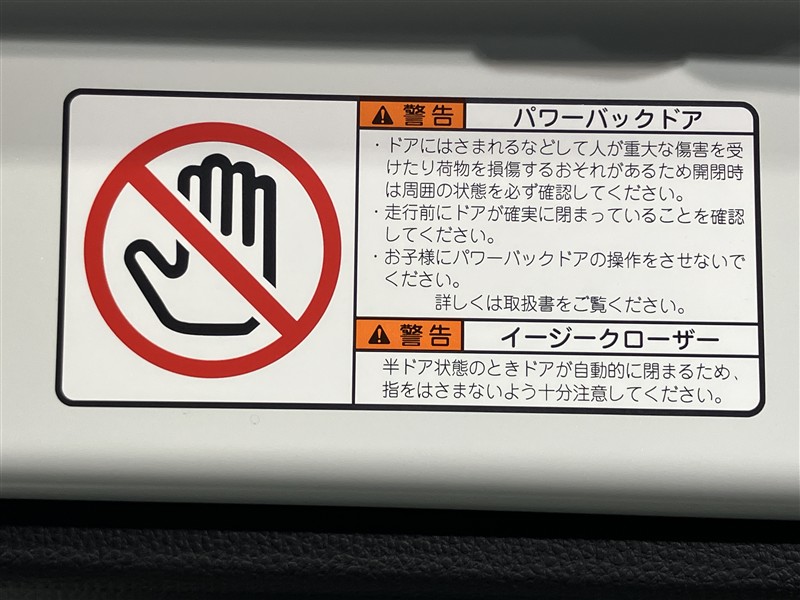 警告 パワーバックドア
・ドアにはさまれるなどして人が重大な傷害を受
けたり荷物を損傷するおそれがあるため開閉時
は周囲の状態を必ず確認してください。
・走行前にドアが確実に閉まっていることを確認
してください。
・お子様にパワーバックドアの操作をさせないで
ください。
詳しくは取扱書をご覧ください。
警告 イージークローザー
半ドア状態のときドアが自動的に閉まるため、
指をはさまないよう十分注意してください。